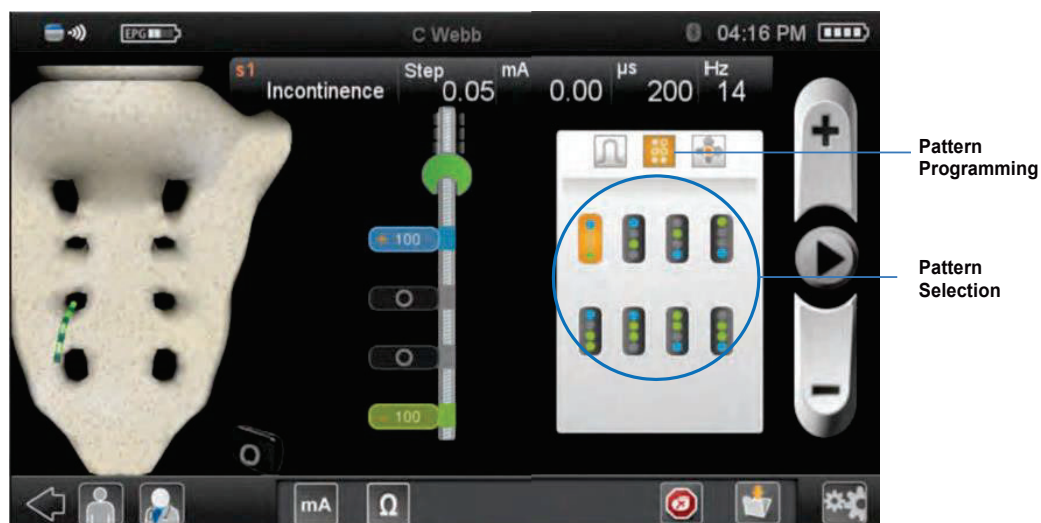 EPG C Webb 04:16 PM
s1 Step mA µs Hz
Incontinence 0.05 0.00 200 14
Pattern
Programming
+ 100
Pattern
Selection
O
O
- 100
O
mA Ω